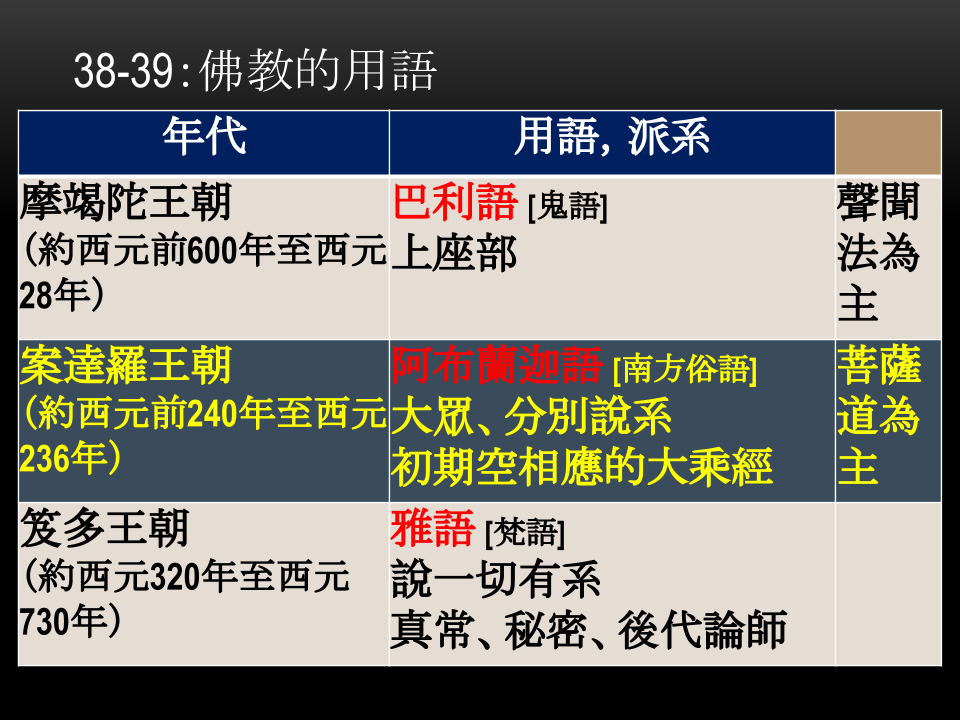 38-39：佛教的用語
年代
用語，派系
摩竭陀王朝
（約西元前600年至西元
28年）
巴利語 [鬼語]
上座部
聲聞
法為
主
案達羅王朝
（約西元前240年至西元
236年）
阿布蘭迦語 [南方俗語]
大眾、分別說系
初期空相應的大乘經
菩薩
道為
主
笈多王朝
（約西元320年至西元
730年）
雅語 [梵語]
說一切有系
真常、秘密、後代論師